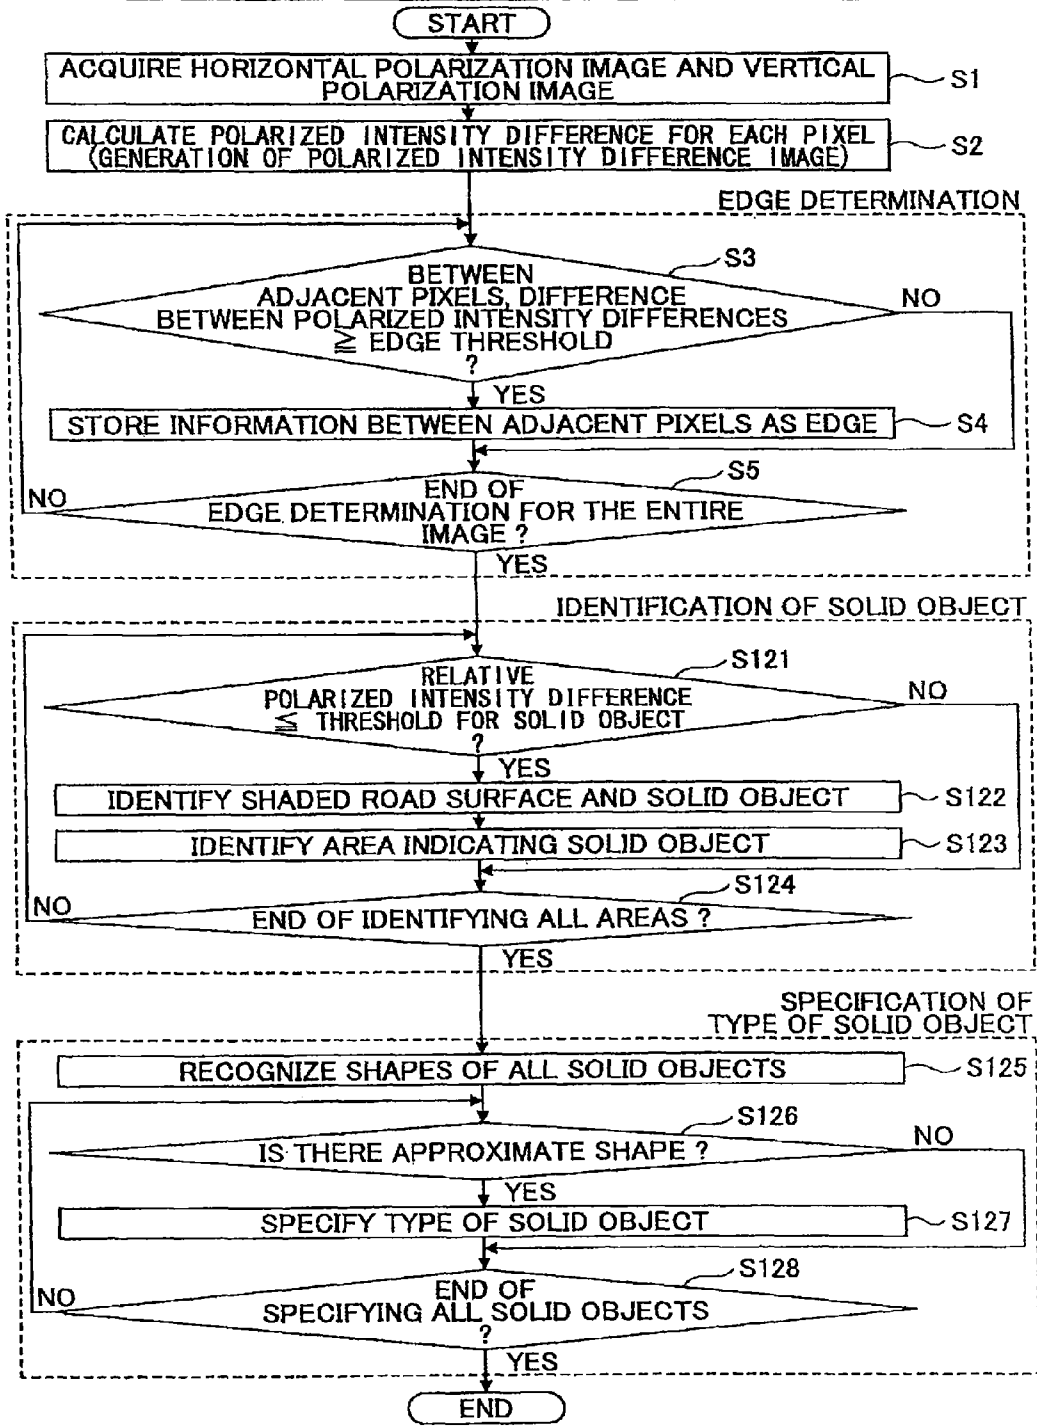 START
ACQUIRE HORIZONTAL POLARIZATION IMAGE AND VERTICAL
POLARIZATION IMAGE
S1
CALCULATE POLARIZED INTENSITY DIFFERENCE FOR EACH PIXEL
(GENERATION OF POLARIZED INTENSITY DIFFERENCE IMAGE)
S2
EDGE DETERMINATION
S3
BETWEEN
ADJACENT PIXELS, DIFFERENCE
BETWEEN POLARIZED INTENSITY DIFFERENCES
≧ EDGE THRESHOLD
?
NO
YES
STORE INFORMATION BETWEEN ADJACENT PIXELS AS EDGE
S4
S5
NO
END OF
EDGE DETERMINATION FOR THE ENTIRE
IMAGE ?
YES
IDENTIFICATION OF SOLID OBJECT
S121
RELATIVE
POLARIZED INTENSITY DIFFERENCE
≦ THRESHOLD FOR SOLID OBJECT
?
NO
YES
IDENTIFY SHADED ROAD SURFACE AND SOLID OBJECT
S122
IDENTIFY AREA INDICATING SOLID OBJECT
S123
S124
NO
END OF IDENTIFYING ALL AREAS ?
YES
SPECIFICATION OF
TYPE OF SOLID OBJECT
RECOGNIZE SHAPES OF ALL SOLID OBJECTS
S125
S126
IS THERE APPROXIMATE SHAPE ?
NO
YES
SPECIFY TYPE OF SOLID OBJECT
S127
S128
NO
END OF
SPECIFYING ALL SOLID OBJECTS
?
YES
END